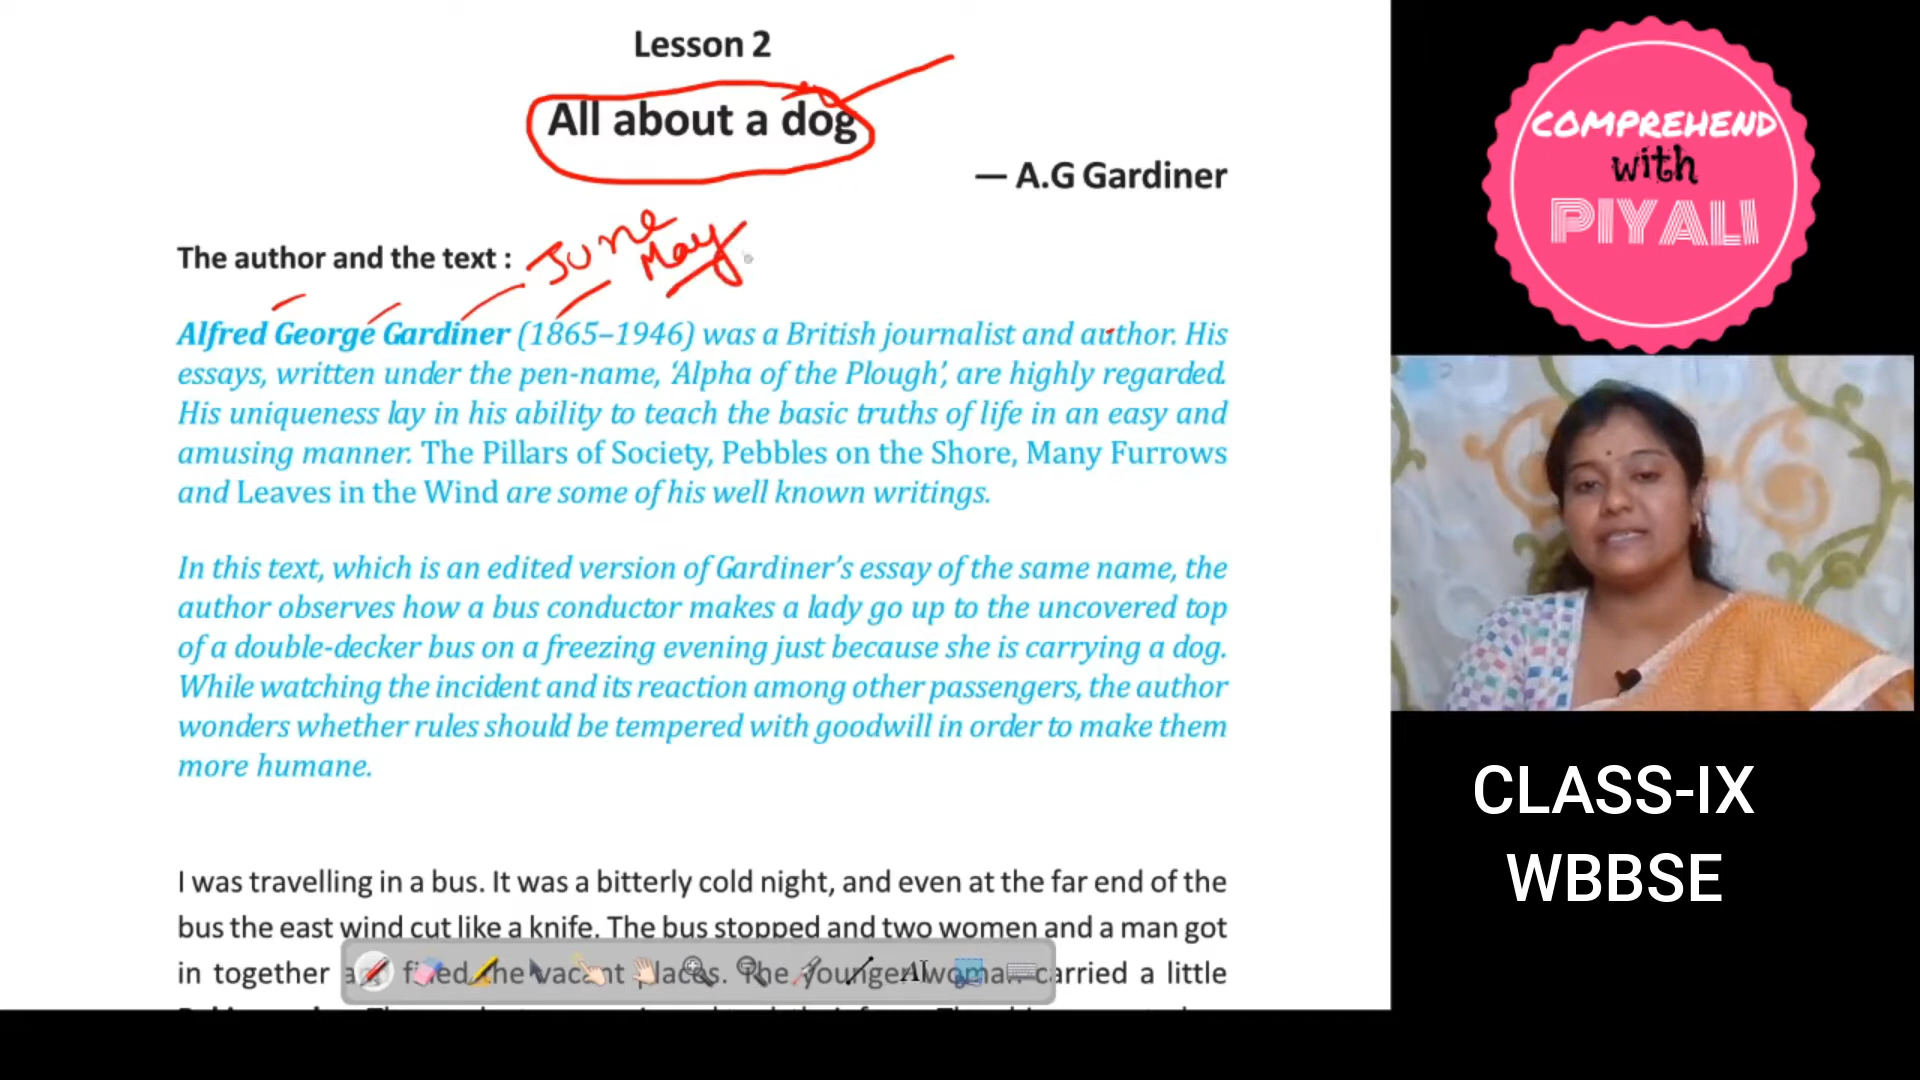 Lesson 2
All about a dog
— A.G Gardiner
The author and the text :
June
May
Alfred George Gardiner (1865–1946) was a British journalist and author. His
essays, written under the pen-name, ‘Alpha of the Plough’, are highly regarded.
His uniqueness lay in his ability to teach the basic truths of life in an easy and
amusing manner. The Pillars of Society, Pebbles on the Shore, Many Furrows
and Leaves in the Wind are some of his well known writings.
In this text, which is an edited version of Gardiner’s essay of the same name, the
author observes how a bus conductor makes a lady go up to the uncovered top
of a double-decker bus on a freezing evening just because she is carrying a dog.
While watching the incident and its reaction among other passengers, the author
wonders whether rules should be tempered with goodwill in order to make them
more humane.
I was travelling in a bus. It was a bitterly cold night, and even at the far end of the
bus the east wind cut like a knife. The bus stopped and two women and a man got
in together and filled the vacant places. The younger woman carried a little
COMPREHEND
with
PIYALI
CLASS-IX
WBBSE